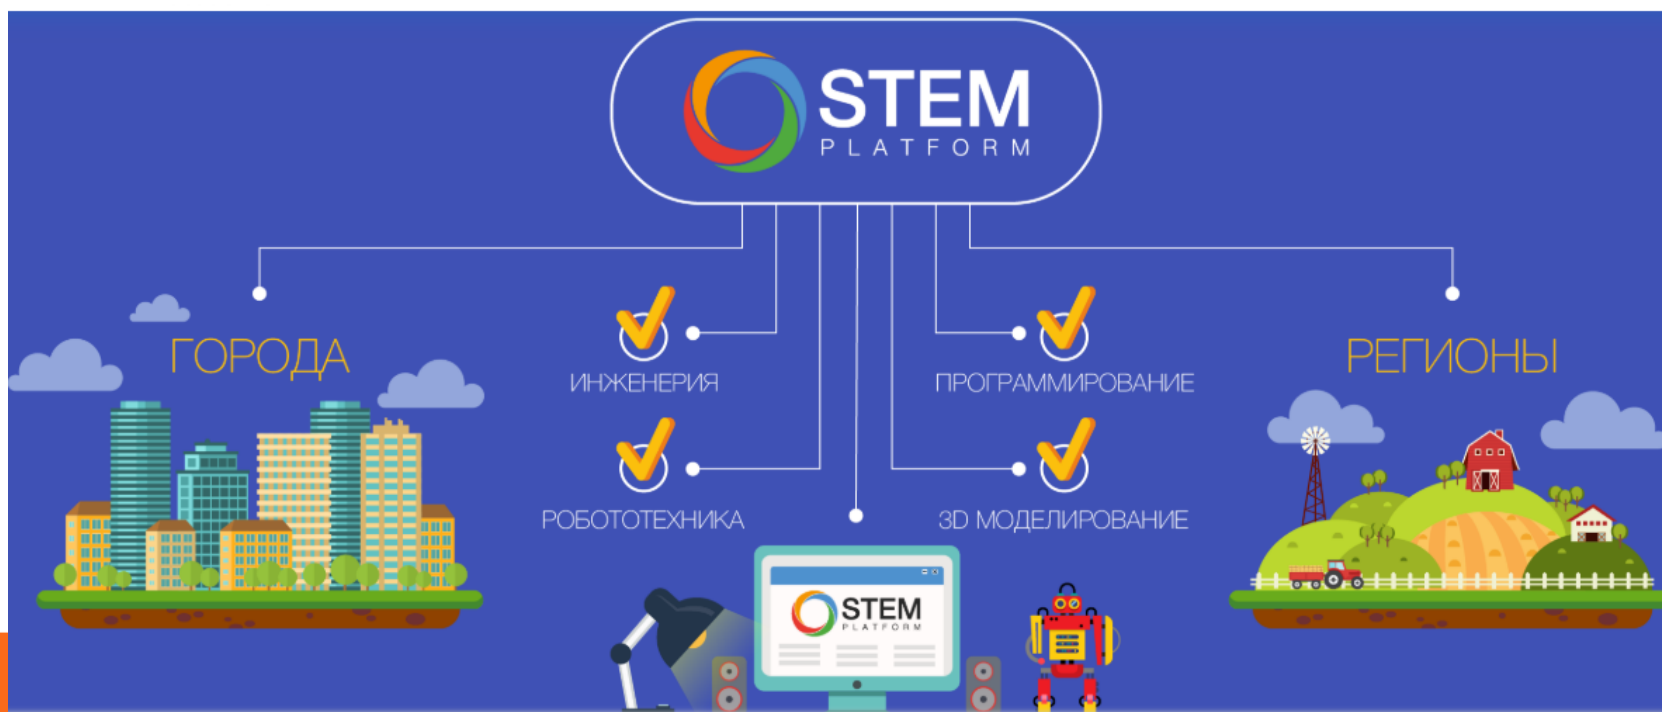 STEM
PLATFORM
ГОРОДА
ИНЖЕНЕРИЯ
ПРОГРАММИРОВАНИЕ
РЕГИОНЫ
РОБОТОТЕХНИКА
3D МОДЕЛИРОВАНИЕ
STEM
PLATFORM